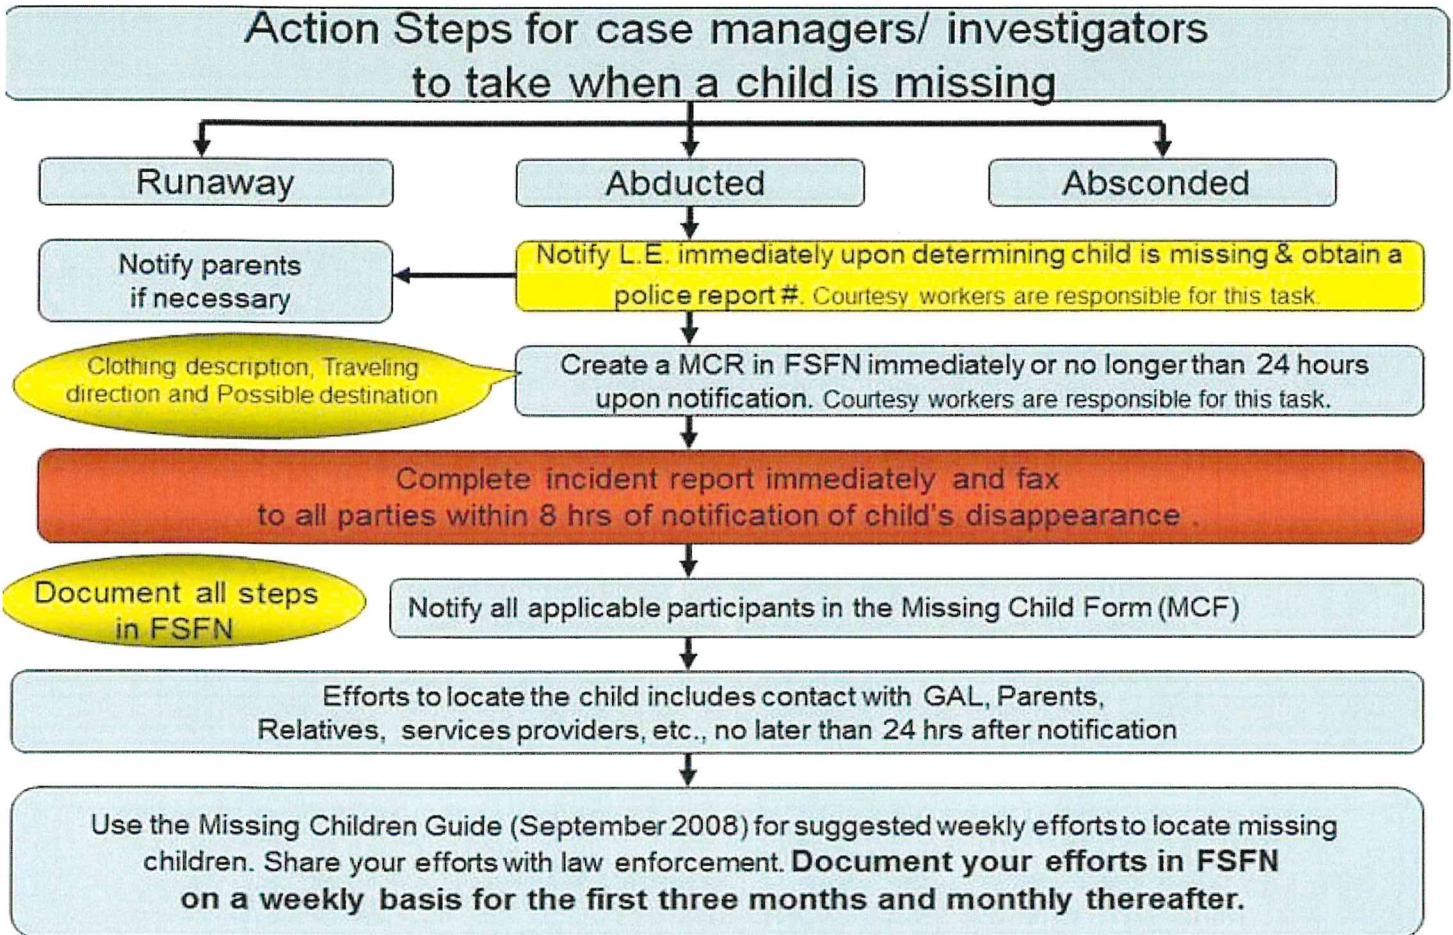 Action Steps for case managers/ investigators
to take when a child is missing
Runaway
Abducted
Absconded
Notify parents
if necessary
Notify L.E. immediately upon determining child is missing & obtain a
police report #. Courtesy workers are responsible for this task.
Clothing description, Traveling
direction and Possible destination
Create a MCR in FSFN immediately or no longer than 24 hours
upon notification. Courtesy workers are responsible for this task.
Complete incident report immediately and fax
to all parties within 8 hrs of notification of child's disappearance .
Document all steps
in FSFN
Notify all applicable participants in the Missing Child Form (MCF)
Efforts to locate the child includes contact with GAL, Parents,
Relatives, services providers, etc., no later than 24 hrs after notification
Use the Missing Children Guide (September 2008) for suggested weekly efforts to locate missing
children. Share your efforts with law enforcement. Document your efforts in FSFN
on a weekly basis for the first three months and monthly thereafter.